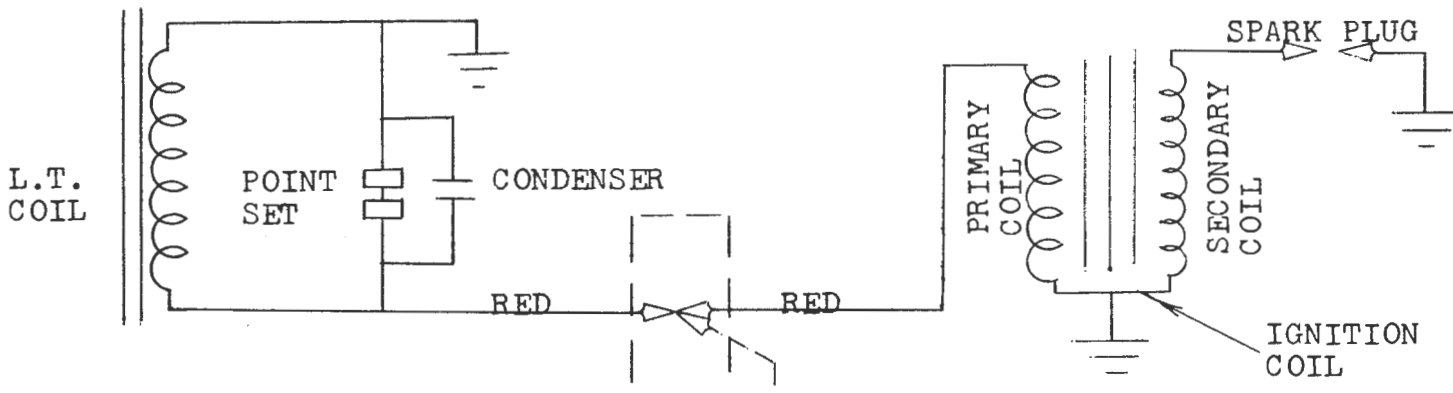 L.T.
COIL
POINT
SET
CONDENSER
RED
RED
PRIMARY
COIL
SECONDARY
COIL
SPARK PLUG
IGNITION
COIL